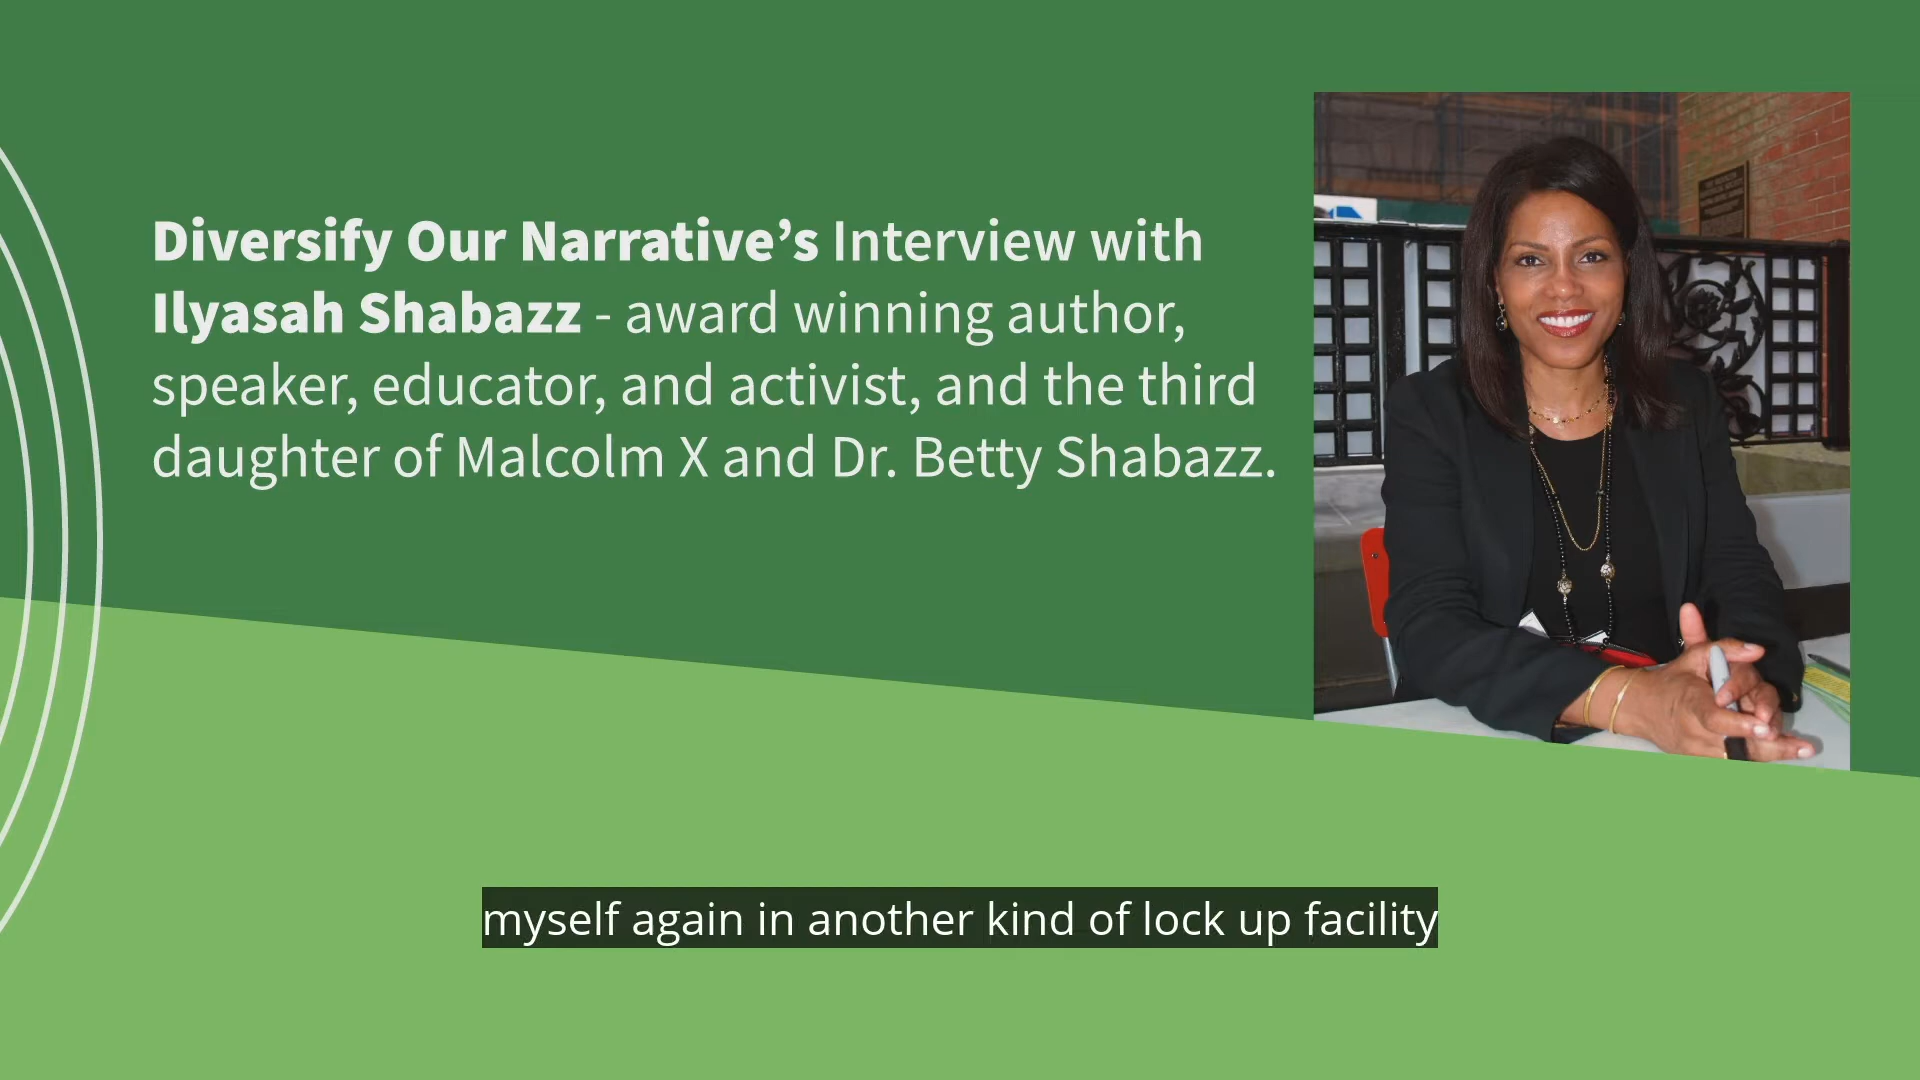 Diversify Our Narrative’s Interview with
Ilyasah Shabazz - award winning author,
speaker, educator, and activist, and the third
daughter of Malcolm X and Dr. Betty Shabazz.
myself again in another kind of lock up facility